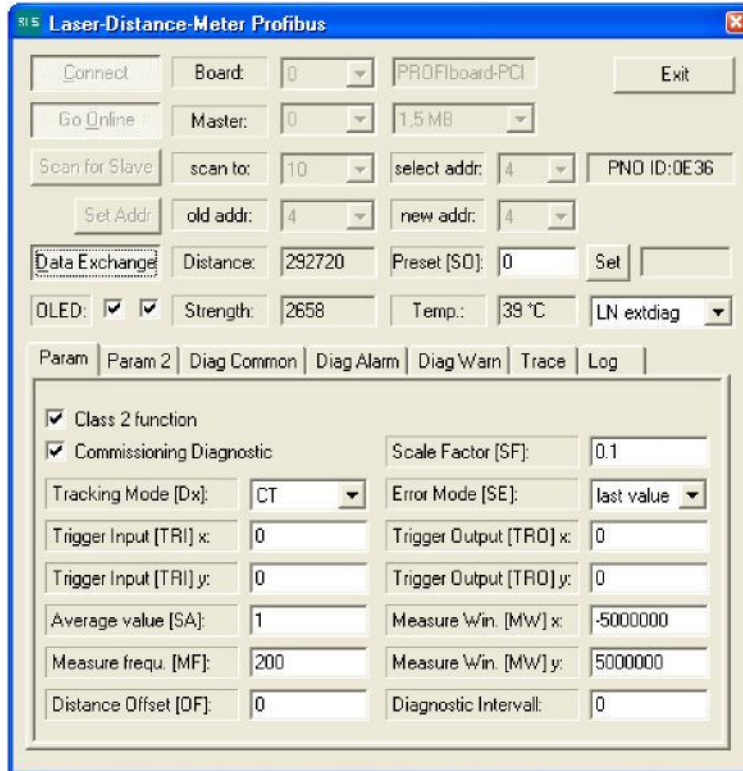 RLS Laser-Distance-Meter Profibus
Connect Board: 0 PROFIboard-PCI Exit
Go Online Master: 0 1,5 MB
Scan for Slave scan to: 10 select addr: 4 PNO ID:0E36
Set Addr old addr: 4 new addr: 4
Data Exchange Distance: 292720 Preset [SO]: 0 Set
OLED: Strength: 2658 Temp.: 39 °C LN extdiag
Param Param 2 Diag Common Diag Alarm Diag Warn Trace Log
Class 2 function
Commissioning Diagnostic Scale Factor [SF]: 0.1
Tracking Mode [Dx]: CT Error Mode [SE]: last value
Trigger Input [TRI] x: 0 Trigger Output [TRO] x: 0
Trigger Input [TRI] y: 0 Trigger Output [TRO] y: 0
Average value [SA]: 1 Measure Win. [MW] x: -5000000
Measure frequ. [MF]: 200 Measure Win. [MW] y: 5000000
Distance Offset [OF]: 0 Diagnostic Intervall: 0